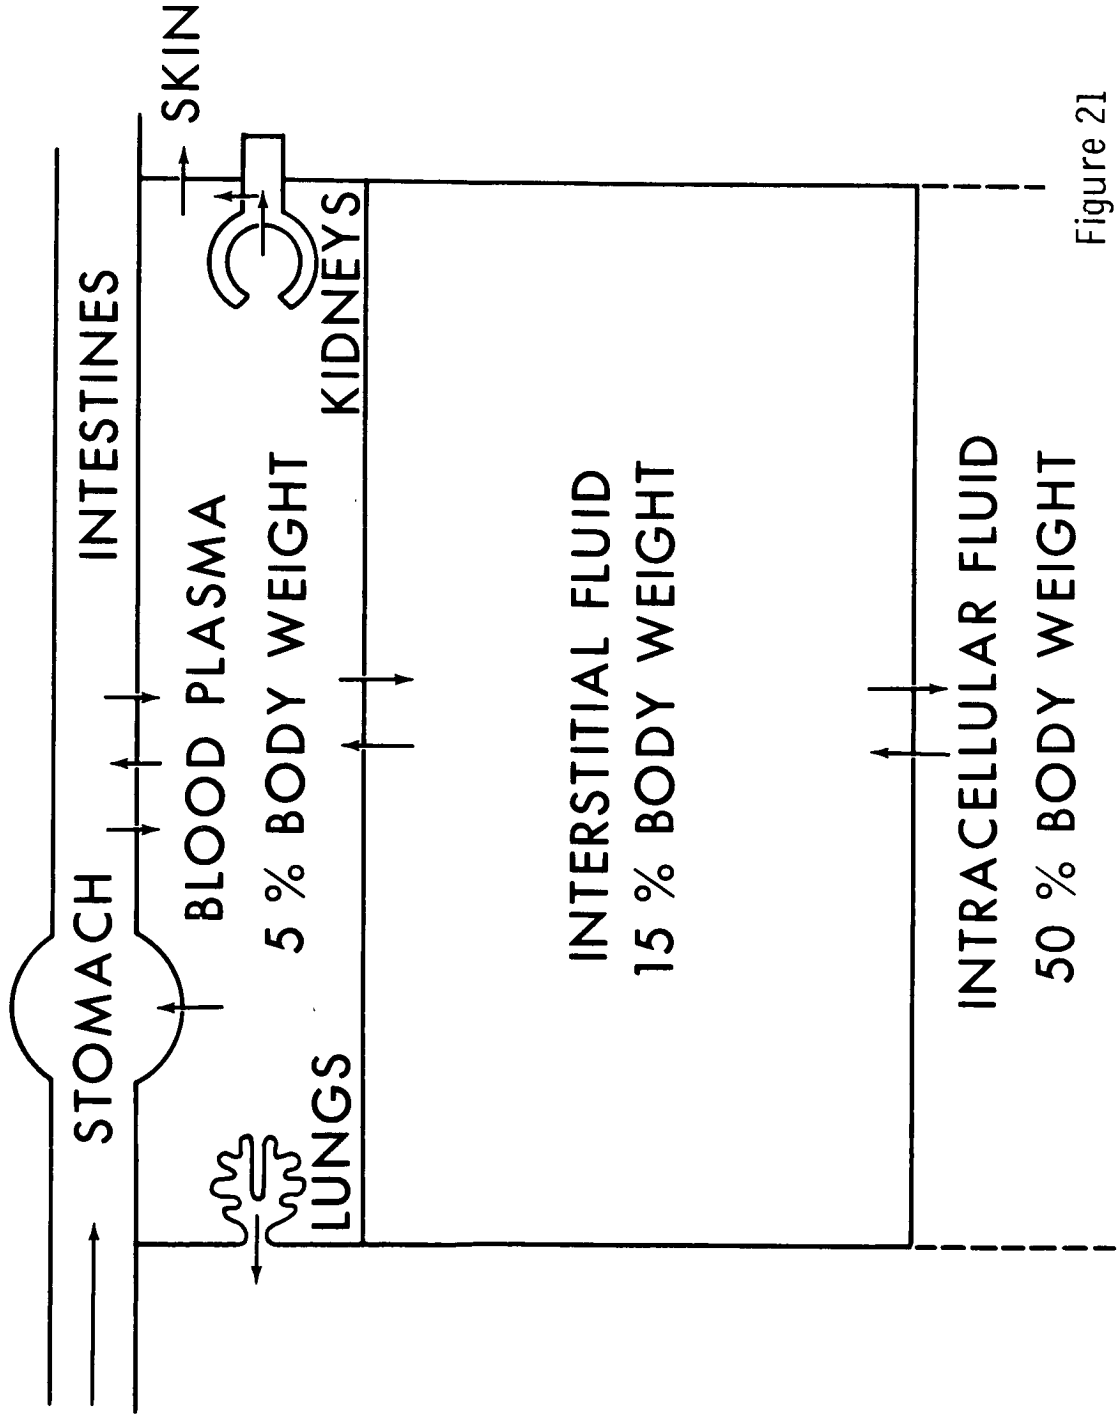 STOMACH
INTESTINES
SKIN
BLOOD PLASMA
5 % BODY WEIGHT
LUNGS
KIDNEYS
INTERSTITIAL FLUID
15 % BODY WEIGHT
INTRACELLULAR FLUID
50 % BODY WEIGHT
Figure 21